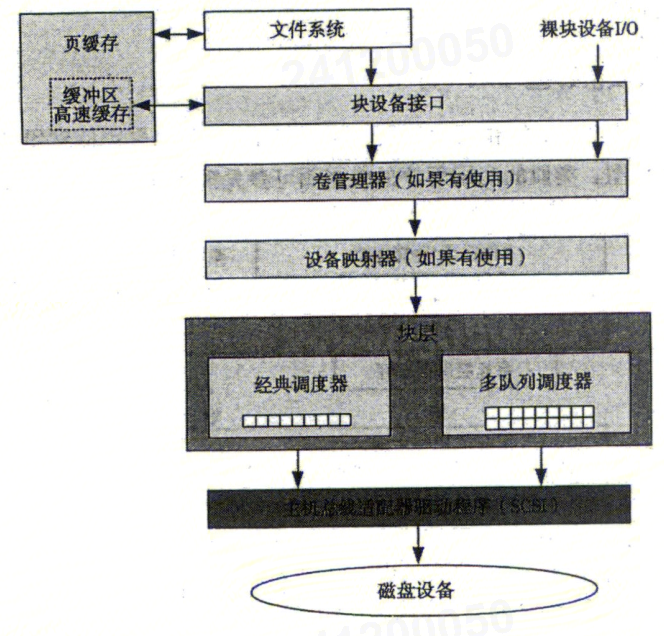 文件系统
裸块设备I/O
页缓存
缓冲区
高速缓存
块设备接口
卷管理器（如果有使用）
设备映射器（如果有使用）
块层
经典调度器
多队列调度器
主机总线适配器驱动程序（SCSI）
磁盘设备
241200050